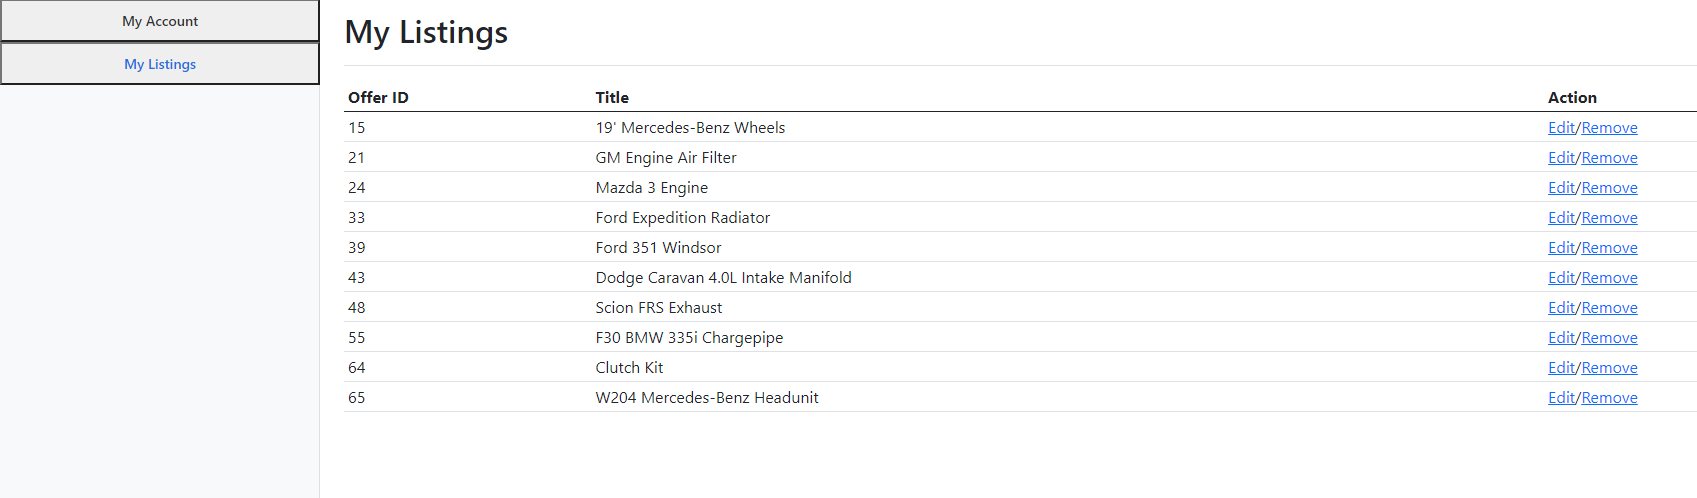 My Account
My Listings
My Listings
Offer ID Title Action
15 19' Mercedes-Benz Wheels Edit/Remove
21 GM Engine Air Filter Edit/Remove
24 Mazda 3 Engine Edit/Remove
33 Ford Expedition Radiator Edit/Remove
39 Ford 351 Windsor Edit/Remove
43 Dodge Caravan 4.0L Intake Manifold Edit/Remove
48 Scion FRS Exhaust Edit/Remove
55 F30 BMW 335i Chargepipe Edit/Remove
64 Clutch Kit Edit/Remove
65 W204 Mercedes-Benz Headunit Edit/Remove